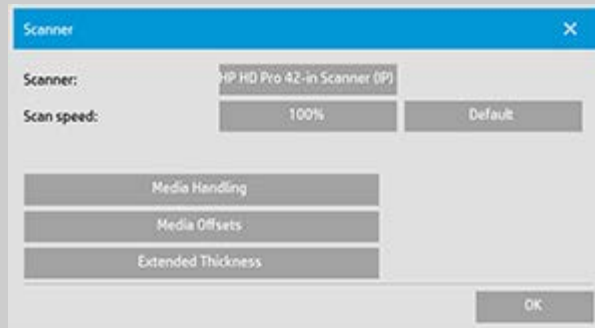 Scanner
Scanner: HP HD Pro 42-in Scanner (IP)
Scan speed: 100% Default
Media Handling
Media Offsets
Extended Thickness
OK